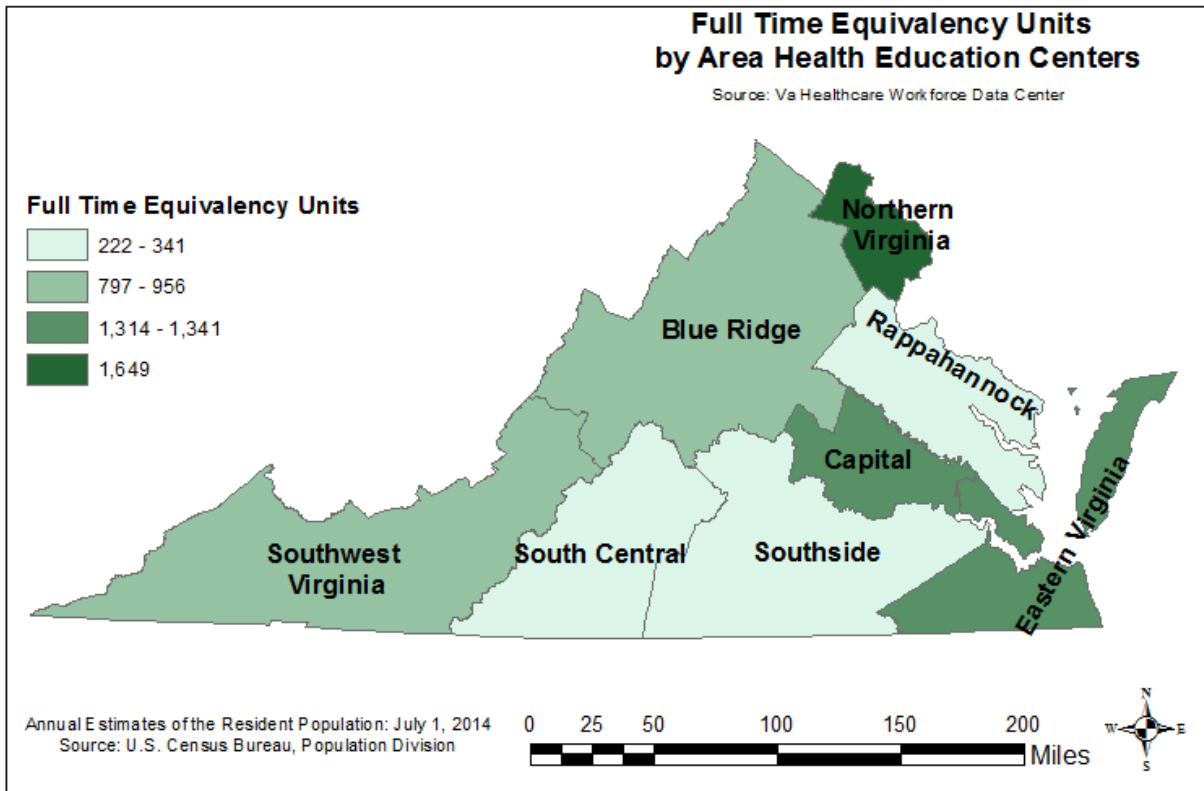 Full Time Equivalency Units
by Area Health Education Centers
Source: Va Healthcare Workforce Data Center
Full Time Equivalency Units
222 - 341
797 - 956
1,314 - 1,341
1,649
Northern
Virginia
Blue Ridge
Rappahannock
Capital
Eastern Virginia
Southwest
Virginia
South Central
Southside
Annual Estimates of the Resident Population: July 1, 2014
Source: U.S. Census Bureau, Population Division
0 25 50 100 150 200
Miles
N
W E
S